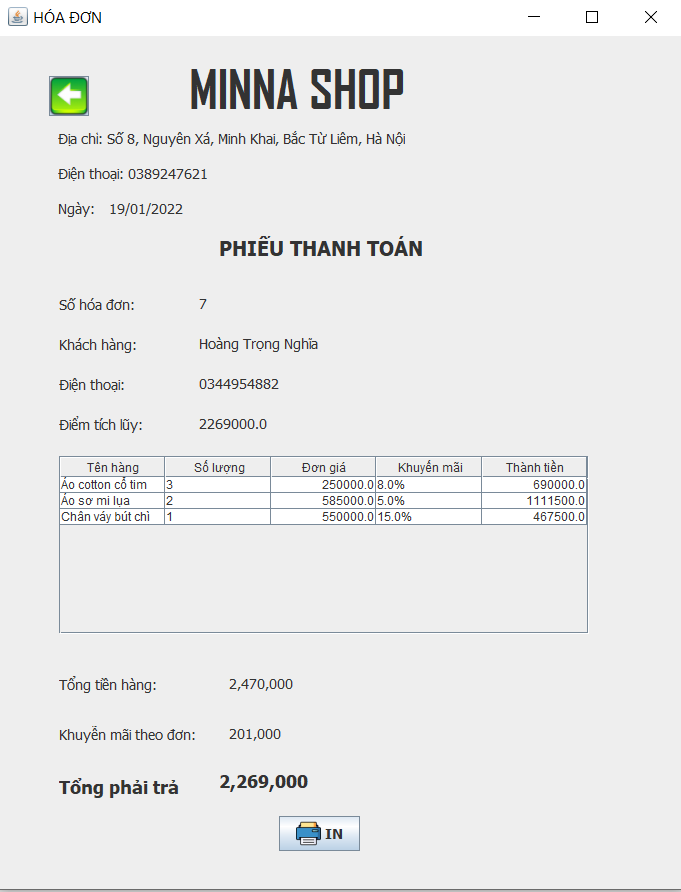 HÓA ĐƠN
MINNA SHOP
Địa chỉ: Số 8, Nguyên Xá, Minh Khai, Bắc Từ Liêm, Hà Nội
Điện thoại: 0389247621
Ngày: 19/01/2022
PHIẾU THANH TOÁN
Số hóa đơn: 7
Khách hàng: Hoàng Trọng Nghĩa
Điện thoại: 0344954882
Điểm tích lũy: 2269000.0
Tên hàng Số lượng Đơn giá Khuyến mãi Thành tiền
Áo cotton cổ tim 3 250000.0 8.0% 690000.0
Áo sơ mi lụa 2 585000.0 5.0% 1111500.0
Chân váy bút chì 1 550000.0 15.0% 467500.0
Tổng tiền hàng: 2,470,000
Khuyễn mãi theo đơn: 201,000
Tổng phải trả 2,269,000
IN